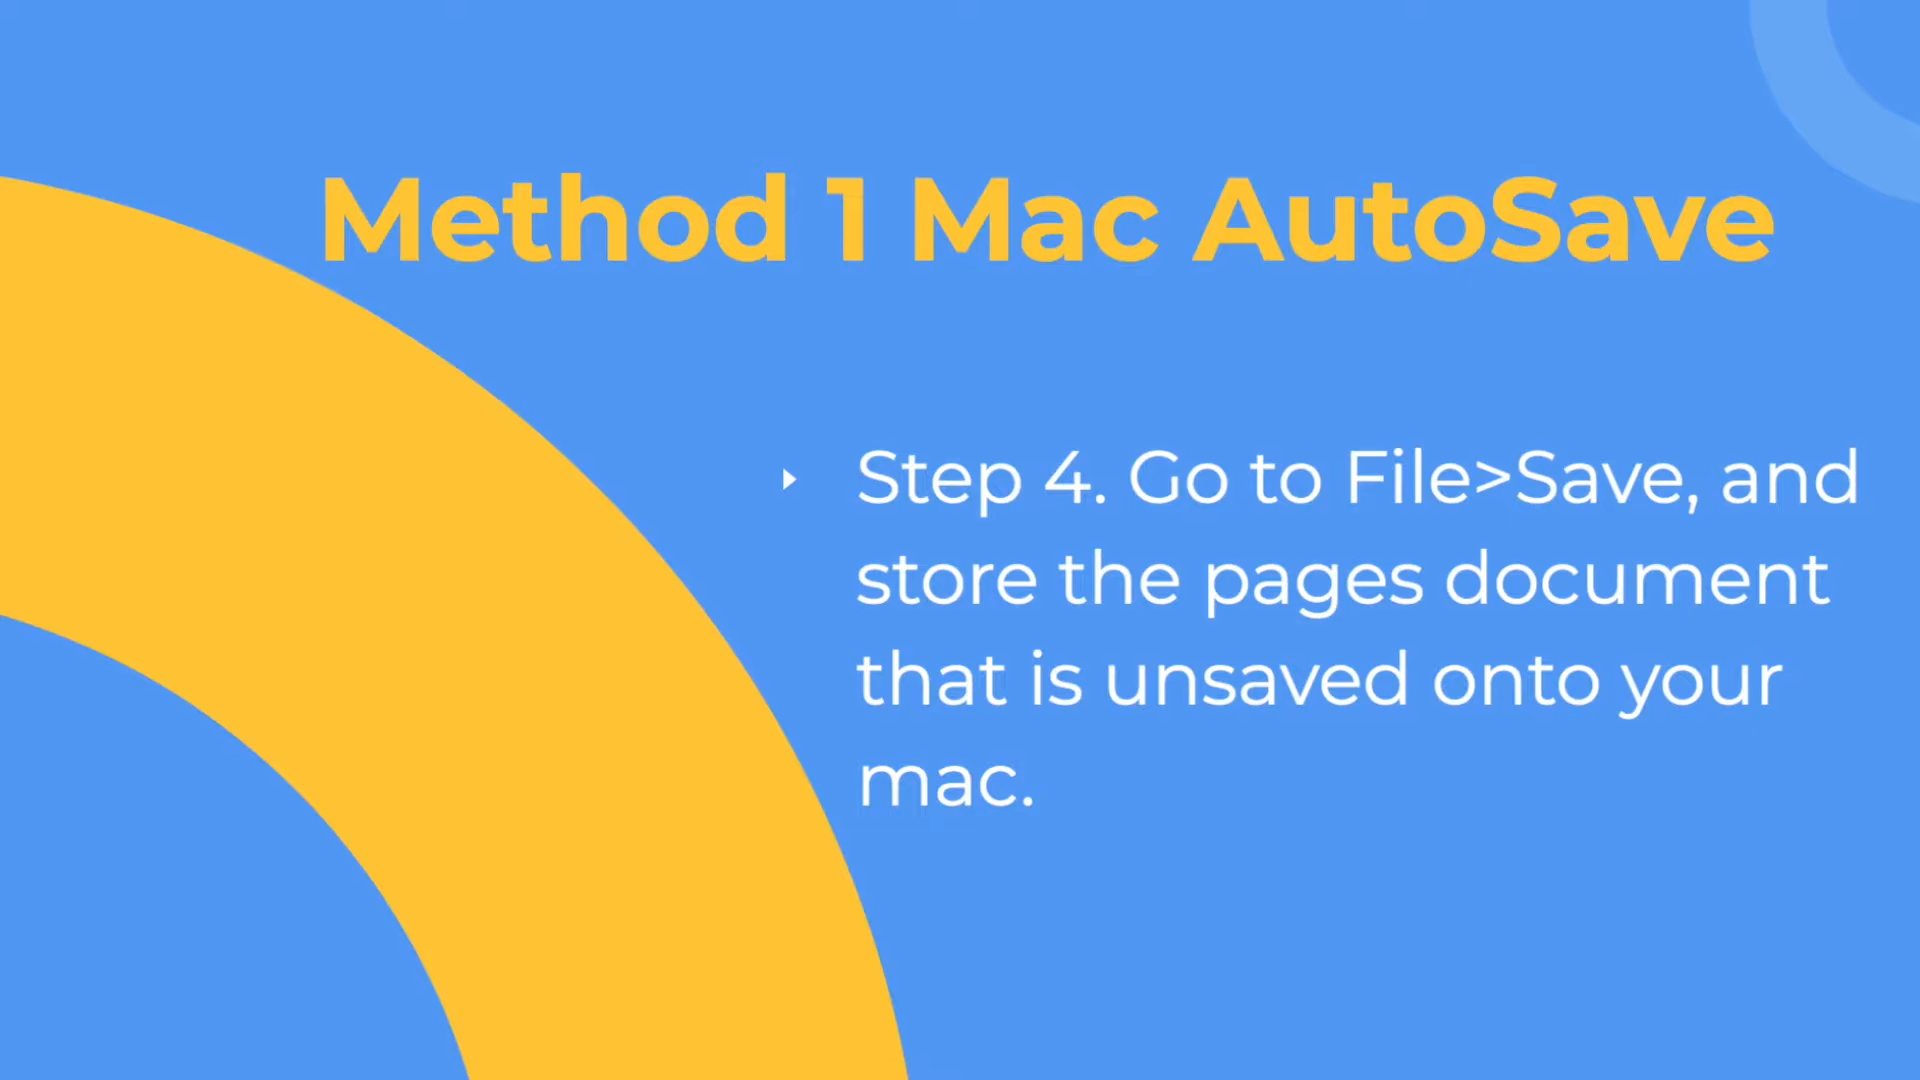 Method 1 Mac AutoSave
Step 4. Go to File>Save, and
store the pages document
that is unsaved onto your
mac.